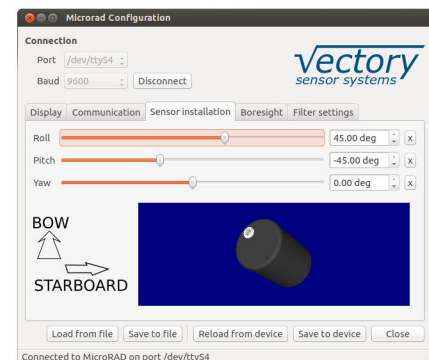 Microrad Configuration
Connection
Port /dev/ttyS4
Baud 9600 Disconnect
Vectory
sensor systems
Display Communication Sensor installation Boresight Filter settings
Roll 45.00 deg x
Pitch -45.00 deg x
Yaw 0.00 deg x
BOW
STARBOARD
Load from file Save to file Reload from device Save to device Close
Connected to MicroRAD on port /dev/ttyS4